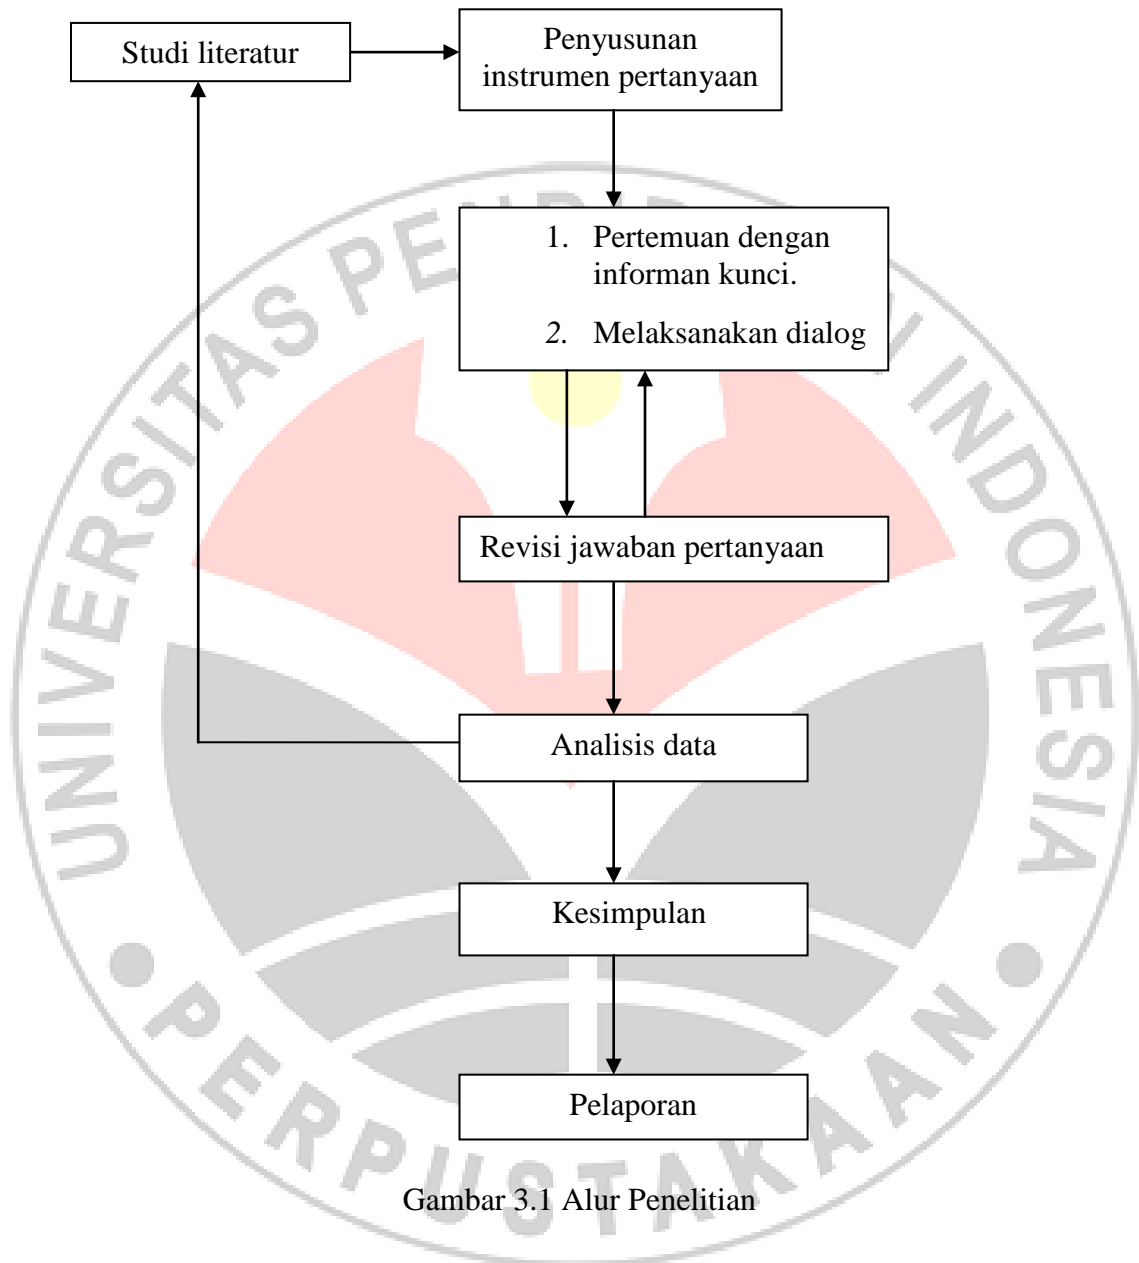 Studi literatur
Penyusunan
instrumen pertanyaan
1. Pertemuan dengan
informan kunci.
2. Melaksanakan dialog
Revisi jawaban pertanyaan
Analisis data
Kesimpulan
Pelaporan
Gambar 3.1 Alur Penelitian
UNIVERSITAS PENDIDIKAN INDONESIA
PERPUSTAKAAN